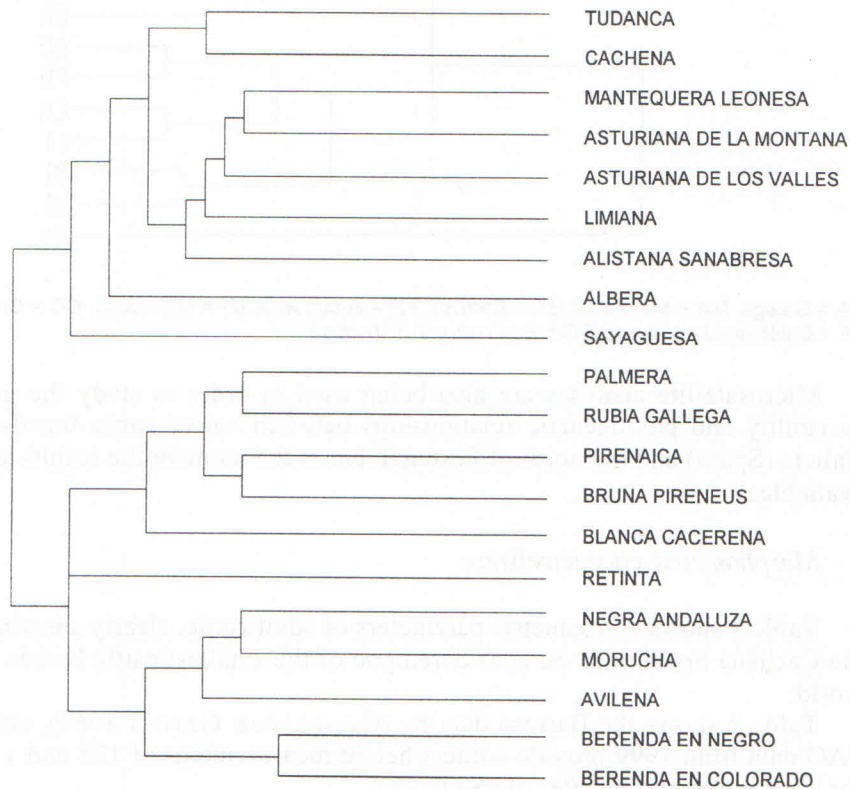 TUDANCA
CACHENA
MANTEQUERA LEONESA
ASTURIANA DE LA MONTANA
ASTURIANA DE LOS VALLES
LIMIANA
ALISTANA SANABRESA
ALBERA
SAYAGUESA
PALMERA
RUBIA GALLEGA
PIRENAICA
BRUNA PIRENEUS
BLANCA CACERENA
RETINTA
NEGRA ANDALUZA
MORUCHA
AVILENA
BERENDA EN NEGRO
BERENDA EN COLORADO